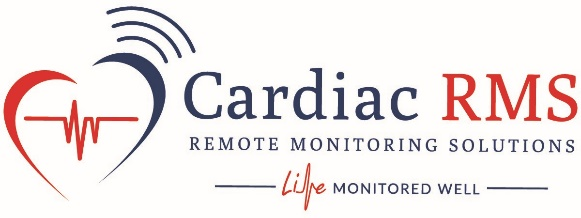 Cardiac RMS
REMOTE MONITORING SOLUTIONS
Life MONITORED WELL